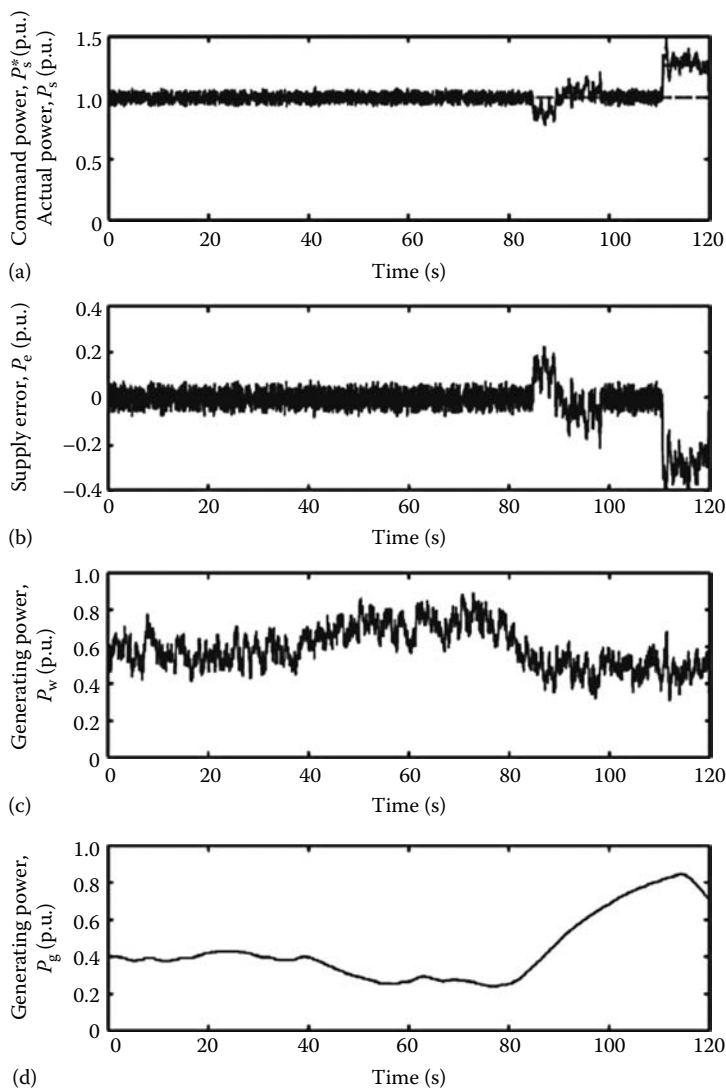 Command power, P*s (p.u.)
Actual power, Ps (p.u.)
1.5
1.0
0.5
0
0 20 40 60 80 100 120
Time (s)
(a)
Supply error, Pe (p.u.)
0.4
0.2
0
−0.2
−0.4
0 20 40 60 80 100 120
Time (s)
(b)
Generating power,
Pw (p.u.)
1.0
0.8
0.6
0.4
0.2
0
0 20 40 60 80 100 120
Time (s)
(c)
Generating power,
Pg (p.u.)
1.0
0.8
0.6
0.4
0.2
0
0 20 40 60 80 100 120
Time (s)
(d)